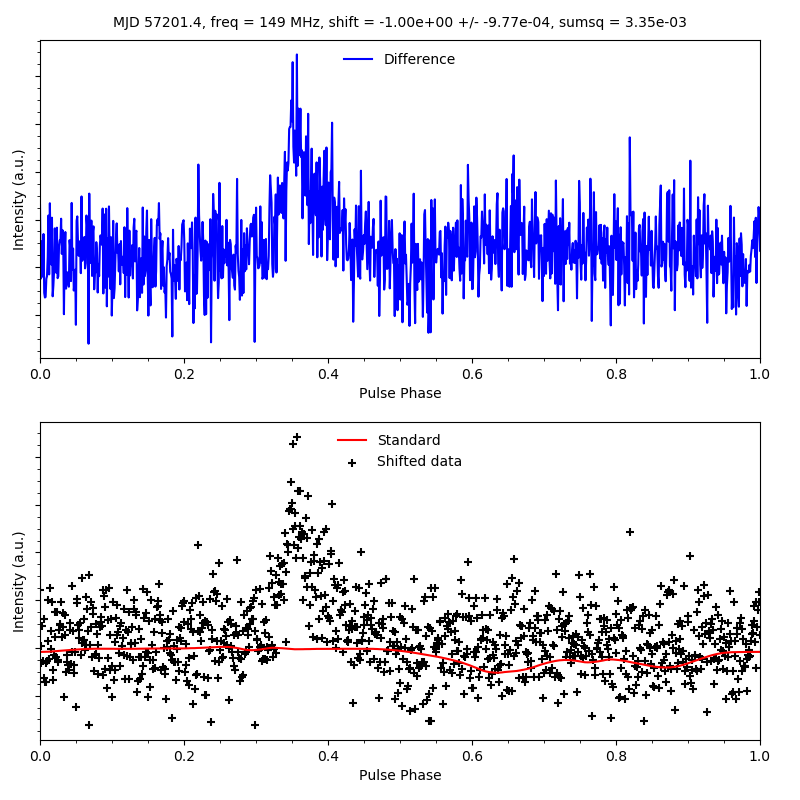 MJD 57201.4, freq = 149 MHz, shift = -1.00e+00 +/- -9.77e-04, sumsq = 3.35e-03
Difference
Intensity (a.u.)
0.0 0.2 0.4 0.6 0.8 1.0
Pulse Phase
Standard
Shifted data
Intensity (a.u.)
0.0 0.2 0.4 0.6 0.8 1.0
Pulse Phase